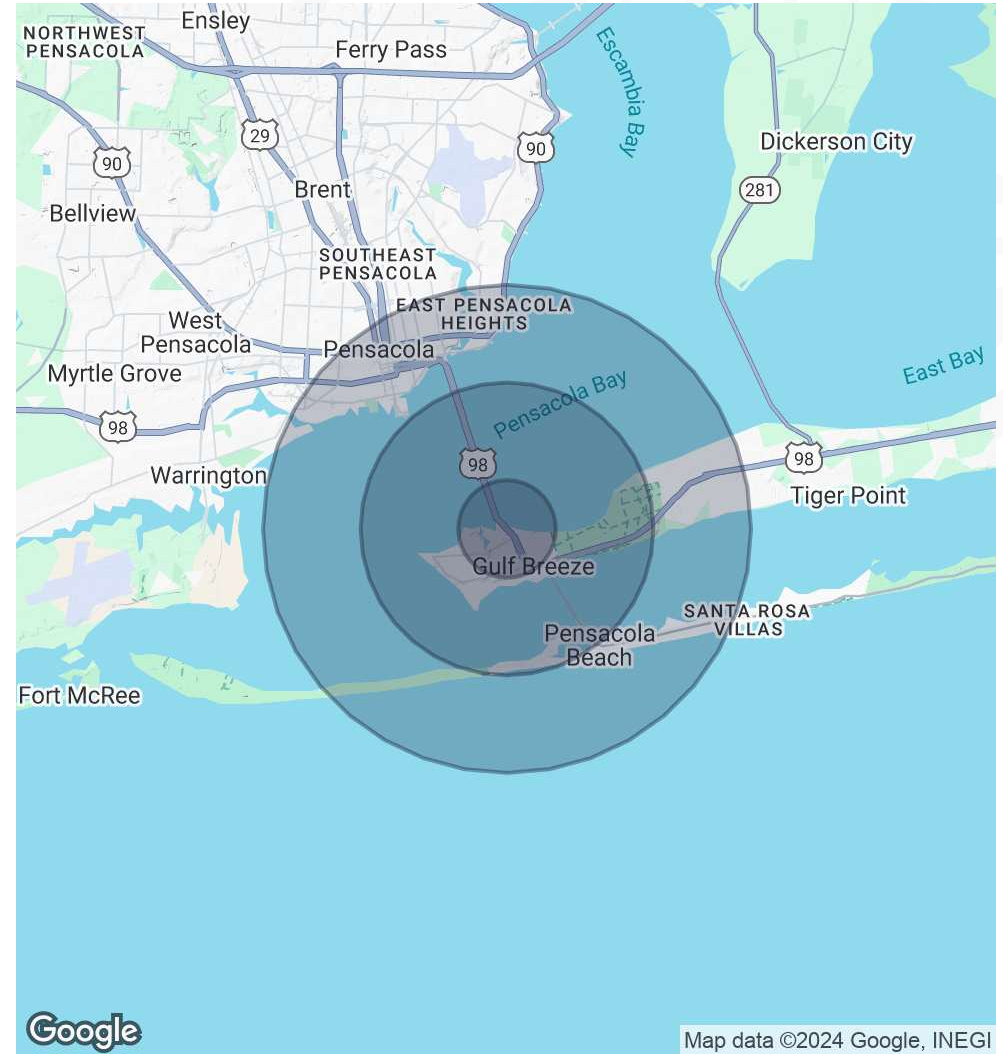 Ensley
NORTHWEST
PENSACOLA
Ferry Pass
Escambia Bay
29
90
90
Dickerson City
281
Brent
Bellview
SOUTHEAST
PENSACOLA
EAST PENSACOLA
HEIGHTS
West
Pensacola
Pensacola
Myrtle Grove
Pensacola Bay
East Bay
98
98
98
Warrington
Tiger Point
Gulf Breeze
SANTA ROSA
VILLAS
Pensacola
Beach
Fort McRee
Google
Map data ©2024 Google, INEGI